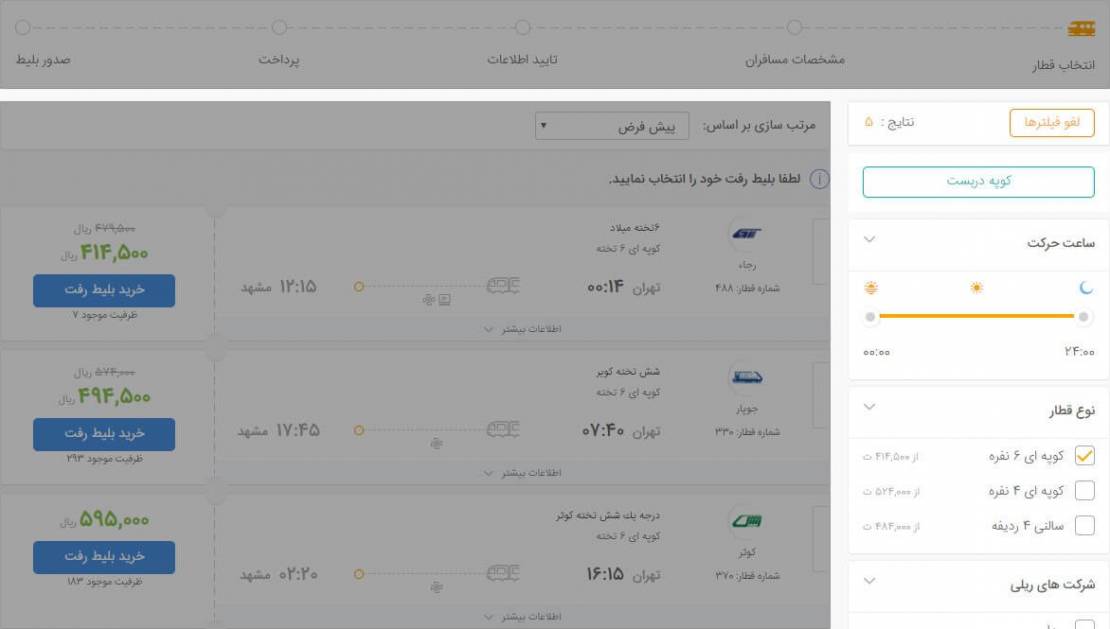 انتخاب قطار
مشخصات مسافران
تایید اطلاعات
پرداخت
صدور بلیط
لغو فیلترها
نتایج : ۵
کوپه دربست
ساعت حرکت
۲۴:۰۰
۰۰:۰۰
نوع قطار
کوپه ای ۶ نفره
از ۴۱۴,۵۰۰ ت
کوپه ای ۴ نفره
از ۵۲۴,۰۰۰ ت
سالنی ۴ ردیفه
از ۴۸۴,۰۰۰ ت
شرکت های ریلی
مرتب سازی بر اساس:
پیش فرض
لطفا بلیط رفت خود را انتخاب نمایید.
رجاء
شماره قطار: ۴۸۸
۶تخته میلاد
کوپه ای ۶ تخته
تهران ۰۰:۱۴
۱۲:۱۵ مشهد
اطلاعات بیشتر
۴۷۹,۵۰۰ ریال
۴۱۴,۵۰۰ ریال
خرید بلیط رفت
ظرفیت موجود ۷
جوپار
شماره قطار: ۳۳۰
شش تخته کویر
کوپه ای ۶ تخته
تهران ۰۷:۴۰
۱۷:۴۵ مشهد
اطلاعات بیشتر
۵۷۴,۰۰۰ ریال
۴۹۴,۵۰۰ ریال
خرید بلیط رفت
ظرفیت موجود ۲۹۳
کوثر
شماره قطار: ۳۷۰
درجه یك شش تخته کوثر
کوپه ای ۶ تخته
تهران ۱۶:۱۵
۰۲:۲۰ مشهد
اطلاعات بیشتر
۵۹۵,۰۰۰ ریال
خرید بلیط رفت
ظرفیت موجود ۱۸۳